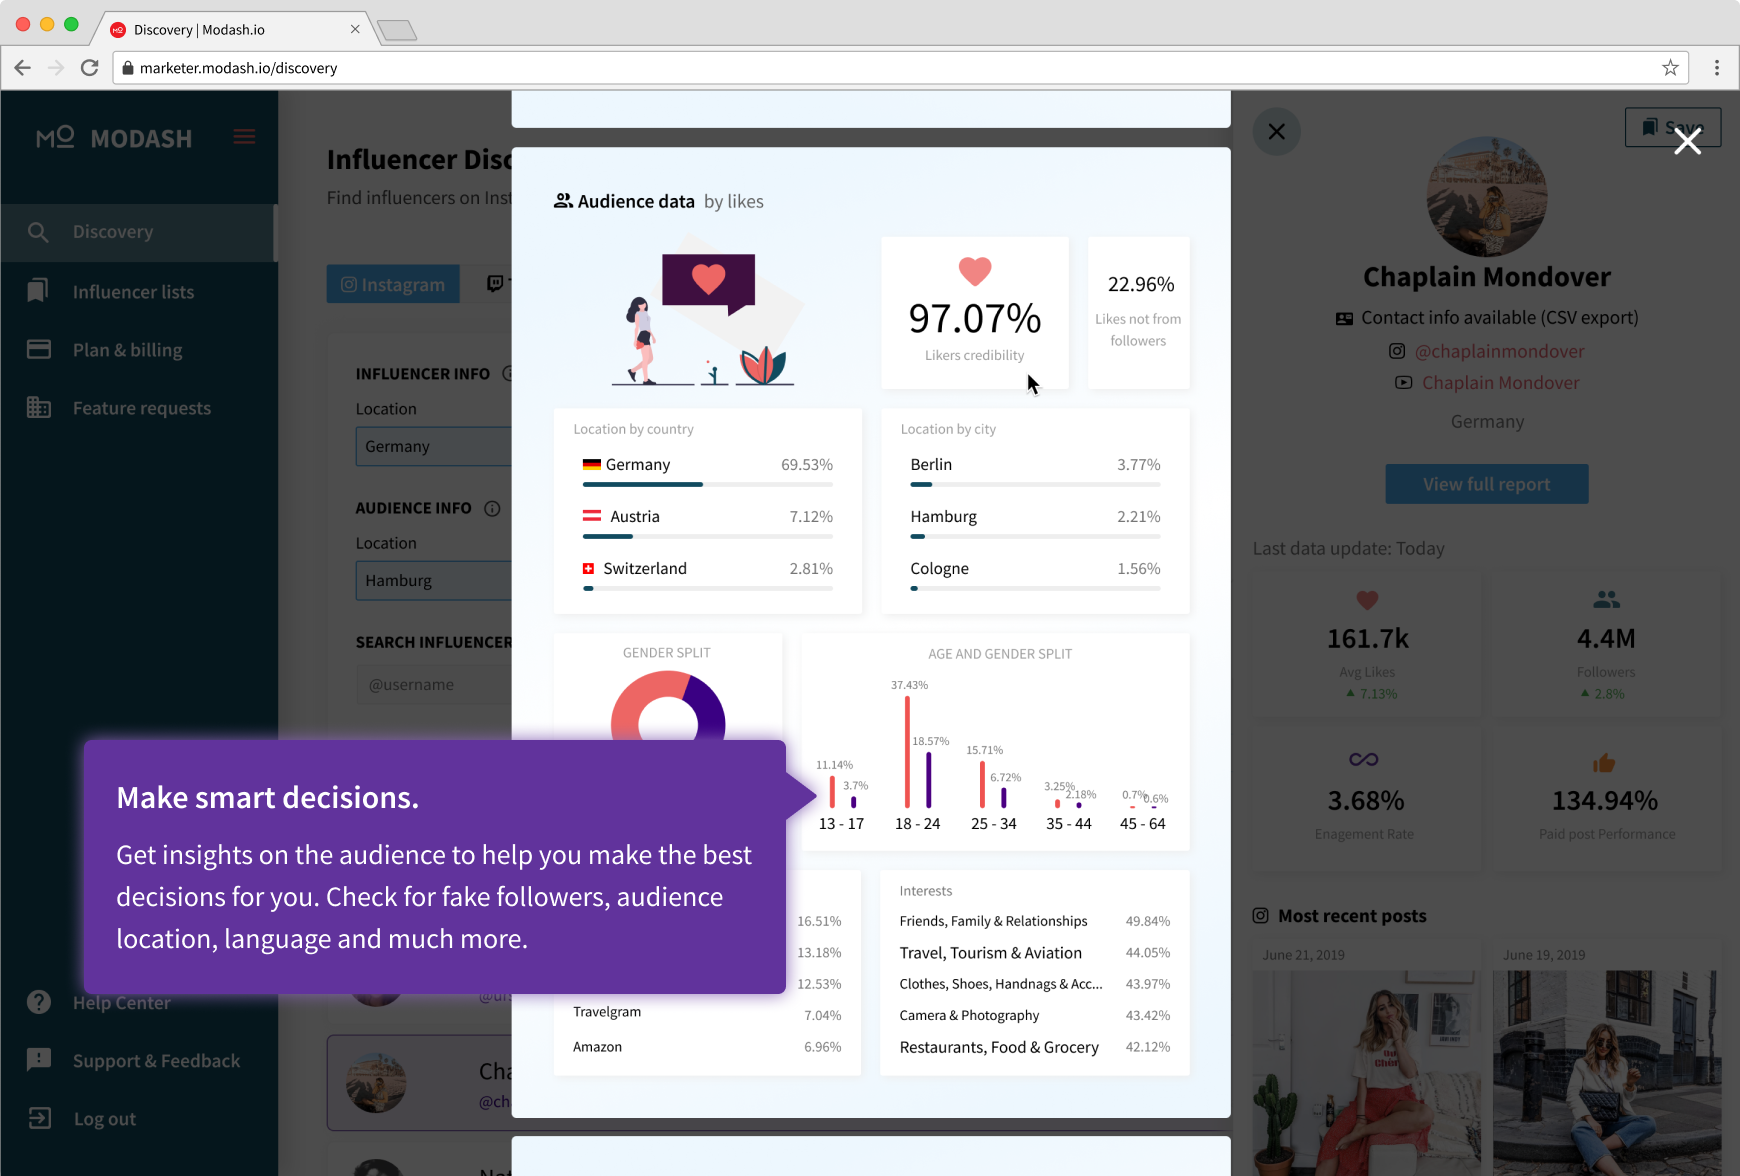 Discovery | Modash.io
marketer.modash.io/discovery
MO MODASH
Discovery
Influencer lists
Plan & billing
Feature requests
Help Center
Support & Feedback
Log out
Influencer Disc
Find influencers on Inst
Instagram
INFLUENCER INFO
Location
Germany
AUDIENCE INFO
Location
Hamburg
SEARCH INFLUENCER
@username
Cha
@ch
Audience data by likes
97.07%
Likers credibility
22.96%
Likes not from
followers
Location by country
Germany 69.53%
Austria 7.12%
Switzerland 2.81%
Location by city
Berlin 3.77%
Hamburg 2.21%
Cologne 1.56%
GENDER SPLIT
AGE AND GENDER SPLIT
37.43%
18.57%
15.71%
11.14%
6.72%
3.7%
3.25%
2.18%
0.7%
0.6%
13 - 17
18 - 24
25 - 34
35 - 44
45 - 64
Make smart decisions.
Get insights on the audience to help you make the best
decisions for you. Check for fake followers, audience
location, language and much more.
16.51%
13.18%
12.53%
Travelgram 7.04%
Amazon 6.96%
Interests
Friends, Family & Relationships 49.84%
Travel, Tourism & Aviation 44.05%
Clothes, Shoes, Handnags & Acc... 43.97%
Camera & Photography 43.42%
Restaurants, Food & Grocery 42.12%
Save
Chaplain Mondover
Contact info available (CSV export)
@chaplainmondover
Chaplain Mondover
Germany
View full report
Last data update: Today
161.7k
Avg Likes
7.13%
4.4M
Followers
2.8%
3.68%
Enagement Rate
134.94%
Paid post Performance
Most recent posts
June 21, 2019
June 19, 2019